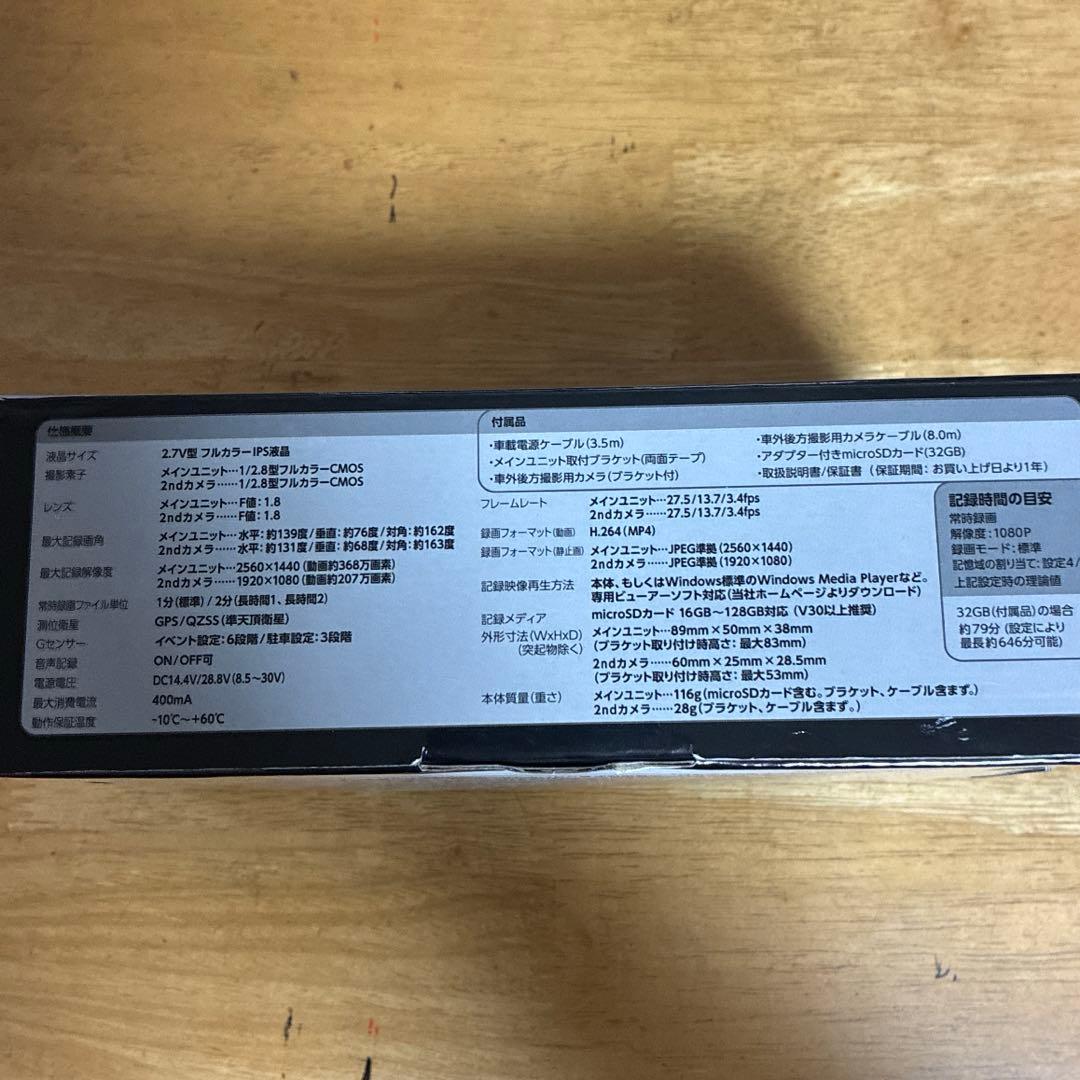 仕様概要
液晶サイズ 2.7V型 フルカラーIPS液晶
撮影素子 メインユニット…1/2.8型フルカラーCMOS
2ndカメラ……1/2.8型フルカラーCMOS
レンズ メインユニット…F値：1.8
2ndカメラ……F値：1.8
最大記録画角 メインユニット…水平：約139度/垂直：約76度/対角：約162度
2ndカメラ……水平：約131度/垂直：約68度/対角：約163度
最大記録解像度 メインユニット…2560×1440（動画約368万画素）
2ndカメラ……1920×1080（動画約207万画素）
常時録画ファイル単位 1分（標準）/2分（長時間1、長時間2）
測位衛星 GPS/QZSS（準天頂衛星）
Gセンサー イベント設定：6段階/駐車設定：3段階
音声記録 ON/OFF可
電源電圧 DC14.4V/28.8V（8.5～30V）
最大消費電流 400mA
動作保証温度 -10℃～+60℃
付属品
・車載電源ケーブル（3.5m）
・メインユニット取付ブラケット（両面テープ）
・車外後方撮影用カメラ（ブラケット付）
・車外後方撮影用カメラケーブル（8.0m）
・アダプター付きmicroSDカード（32GB）
・取扱説明書/保証書（保証期間：お買い上げ日より1年）
フレームレート メインユニット…27.5/13.7/3.4fps
2ndカメラ……27.5/13.7/3.4fps
録画フォーマット（動画） H.264（MP4）
録画フォーマット（静止画） メインユニット…JPEG準拠（2560×1440）
2ndカメラ……JPEG準拠（1920×1080）
記録映像再生方法 本体、もしくはWindows標準のWindows Media Playerなど。
専用ビューアーソフト対応（当社ホームページよりダウンロード）
記録メディア microSDカード 16GB～128GB対応（V30以上推奨）
外形寸法（WxHxD） メインユニット…89mm×50mm×38mm
（突起物除く） （ブラケット取り付け時高さ：最大83mm）
2ndカメラ……60mm×25mm×28.5mm
（ブラケット取り付け時高さ：最大53mm）
本体質量（重さ） メインユニット…116g（microSDカード含む。ブラケット、ケーブル含まず。）
2ndカメラ……28g（ブラケット、ケーブル含まず。）
記録時間の目安
常時録画
解像度：1080P
録画モード：標準
記憶域の割り当て：設定4/
上記設定時の理論値
32GB（付属品）の場合
約79分（設定により
最長約646分可能）